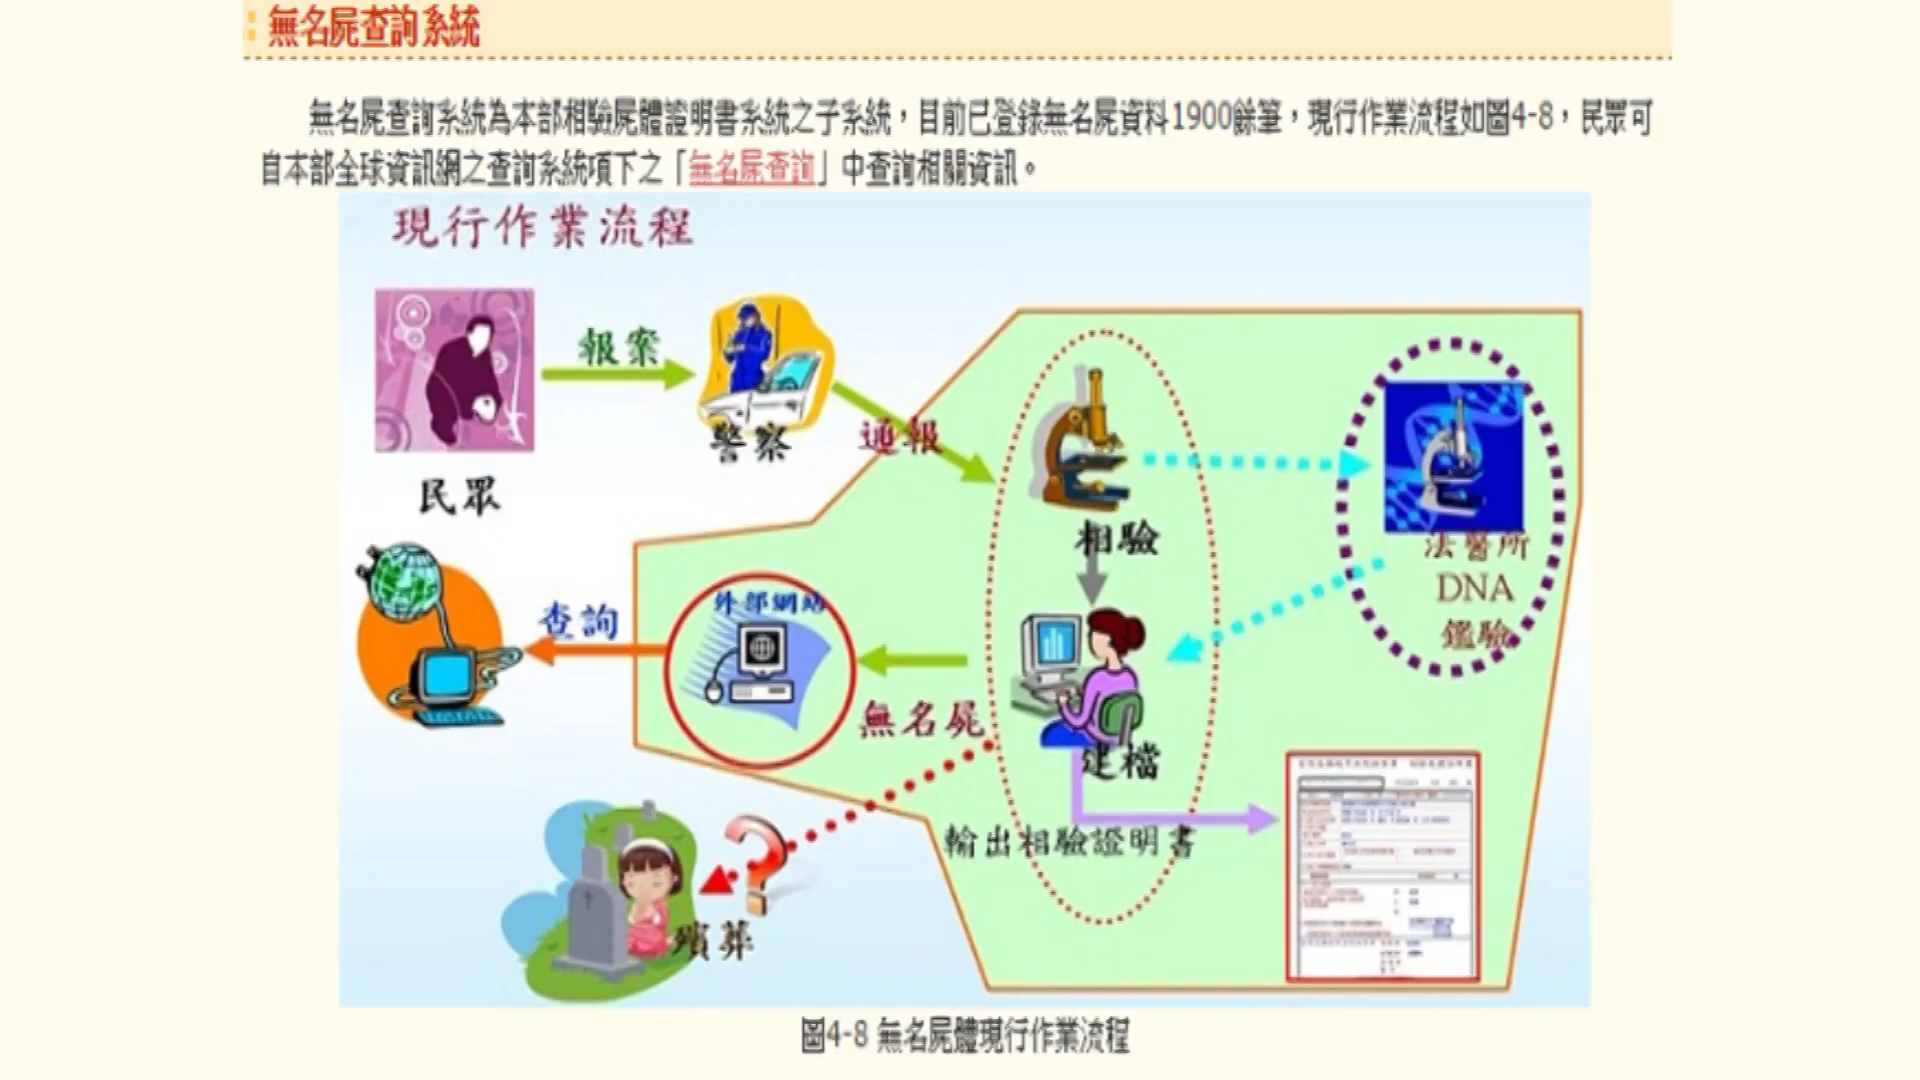 無名屍查詢系統
無名屍查詢系統為本部相驗屍體證明書系統之子系統，目前已登錄無名屍資料1900餘筆，現行作業流程如圖4-8，民眾可
自本部全球資訊網之查詢系統項下之「無名屍查詢」中查詢相關資訊。
現行作業流程
報案
警察
通報
民眾
相驗
法醫所
DNA
鑑驗
查詢
外部網站
無名屍
建檔
輸出相驗證明書
殯葬
圖4-8 無名屍體現行作業流程